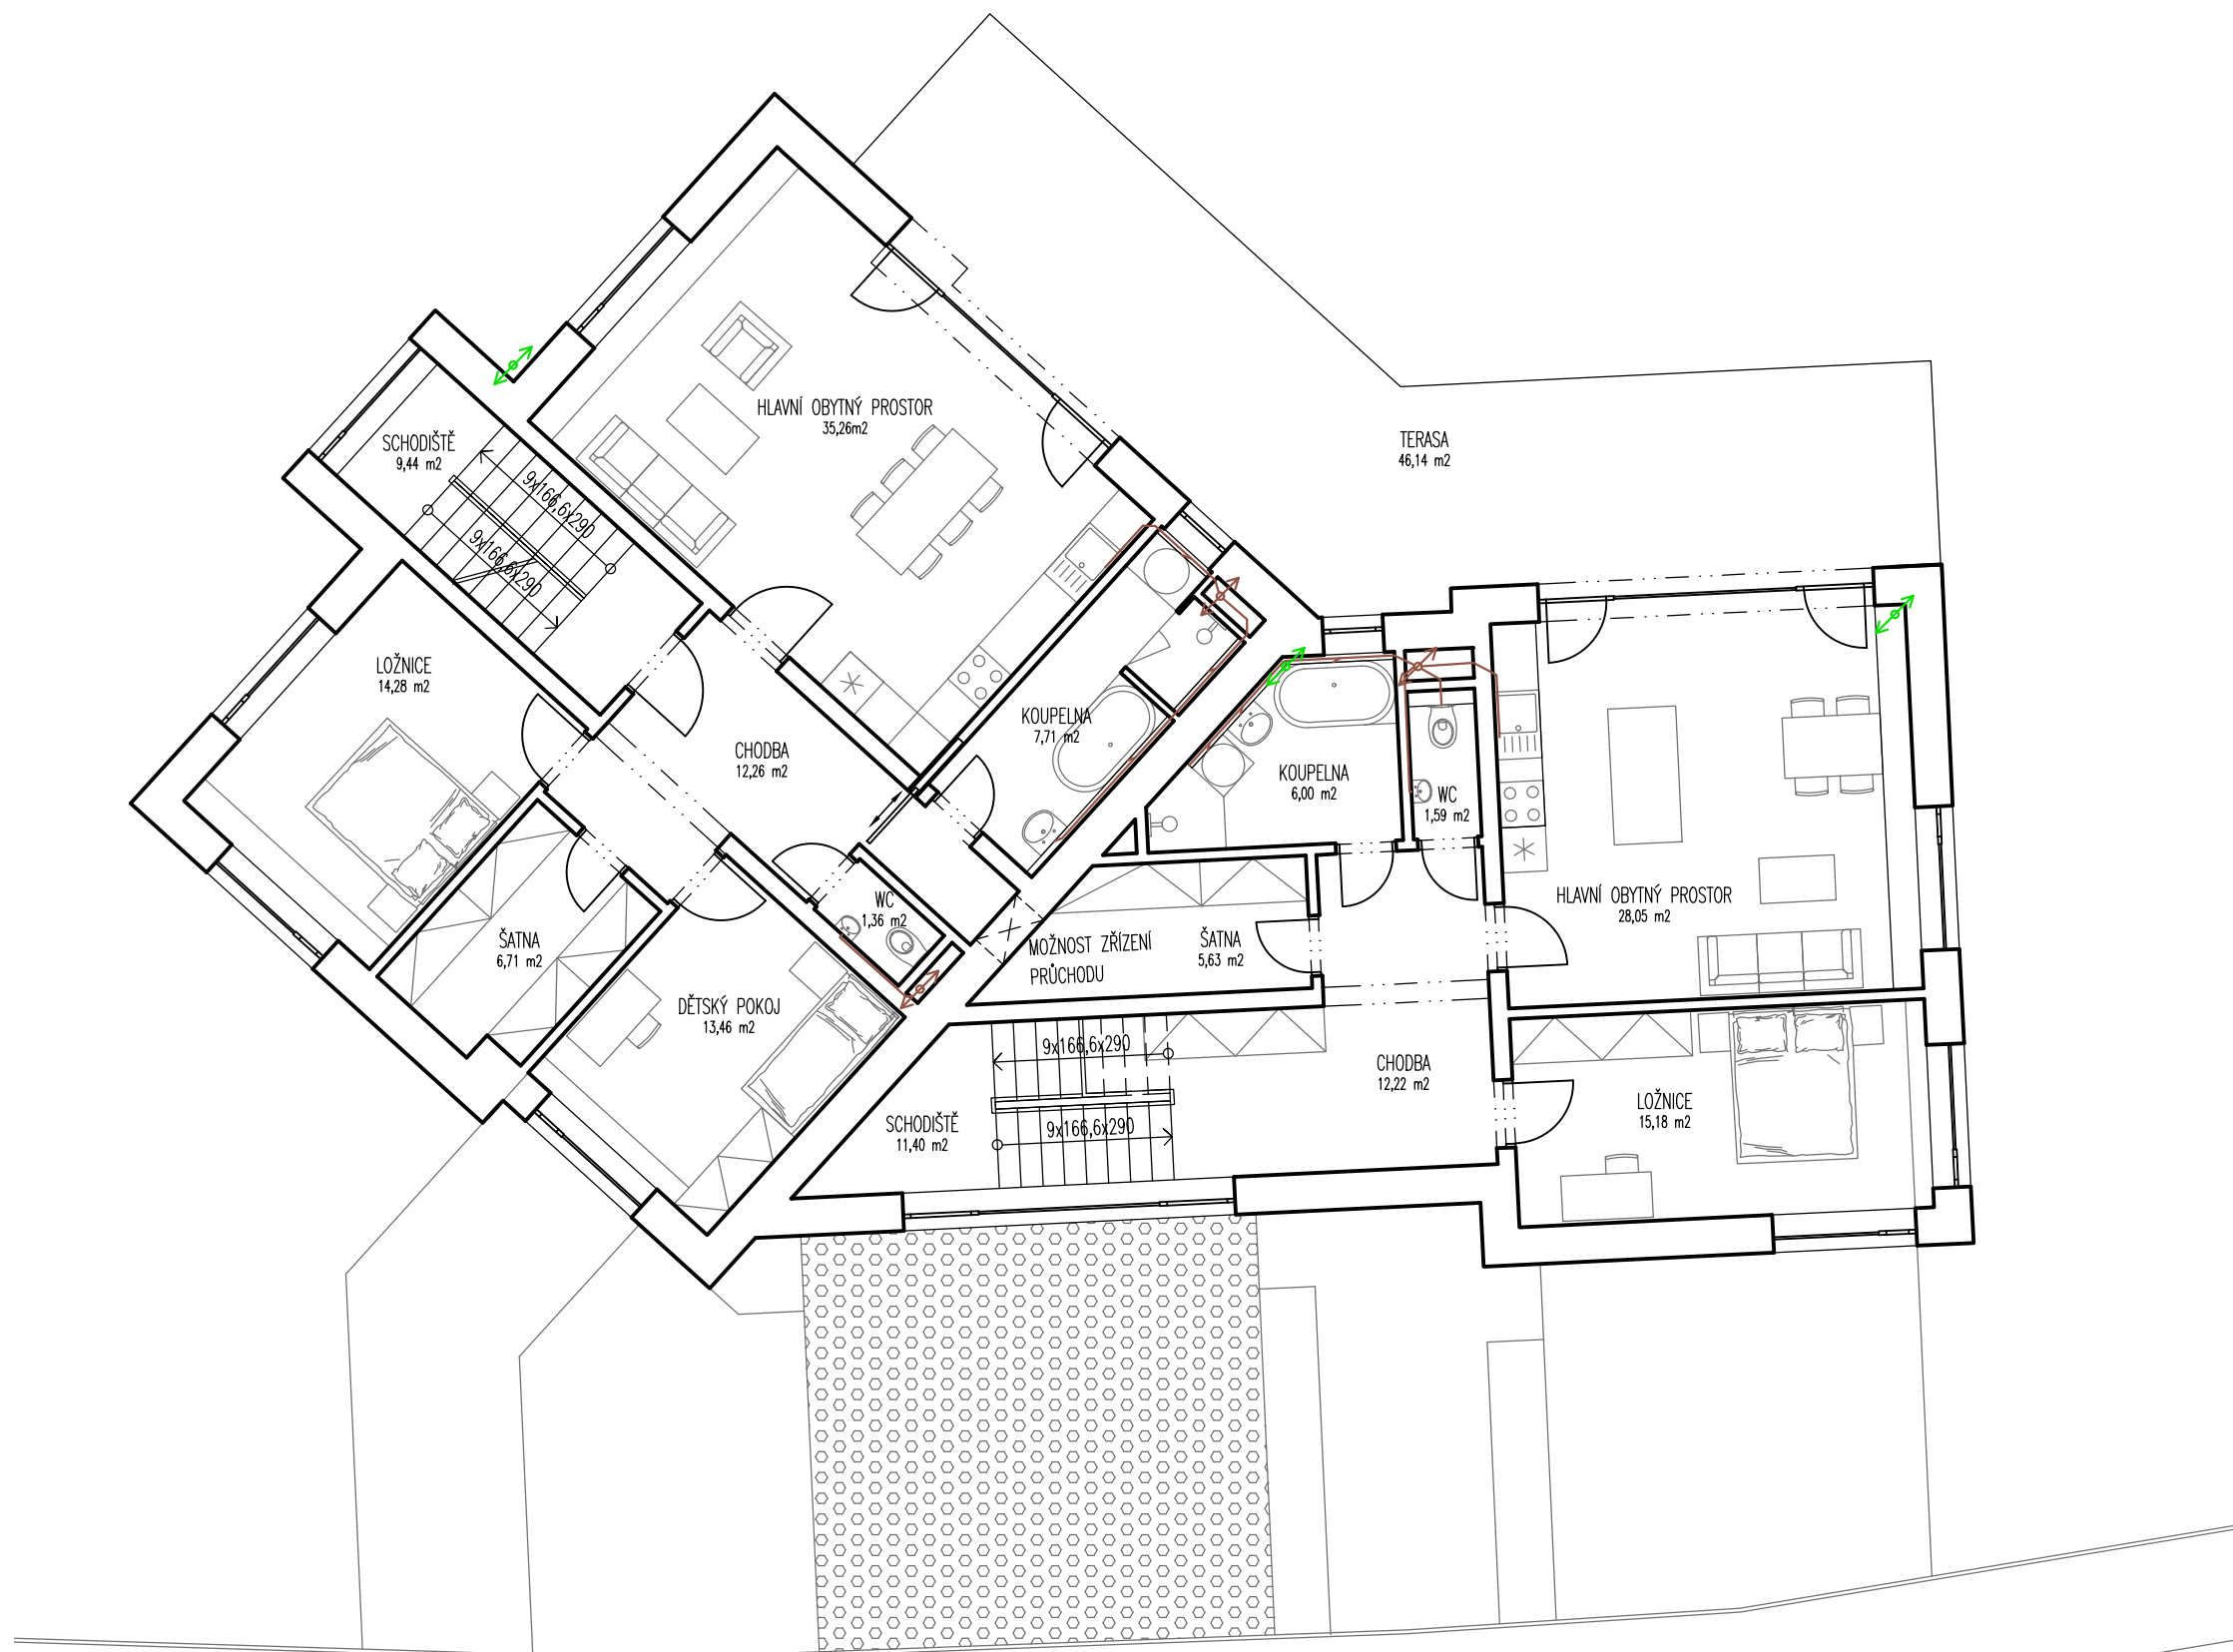 HLAVNÍ OBYTNÝ PROSTOR
35,26m2
SCHODIŠTĚ
9,44 m2
9x166,6x290
9x166,6x290
TERASA
46,14 m2
LOŽNICE
14,28 m2
CHODBA
12,26 m2
KOUPELNA
7,71 m2
KOUPELNA
6,00 m2
WC
1,59 m2
HLAVNÍ OBYTNÝ PROSTOR
28,05 m2
WC
1,36 m2
ŠATNA
6,71 m2
MOŽNOST ZŘÍZENÍ
PRŮCHODU
ŠATNA
5,63 m2
DĚTSKÝ POKOJ
13,46 m2
9x166,6x290
CHODBA
12,22 m2
SCHODIŠTĚ
11,40 m2
9x166,6x290
LOŽNICE
15,18 m2